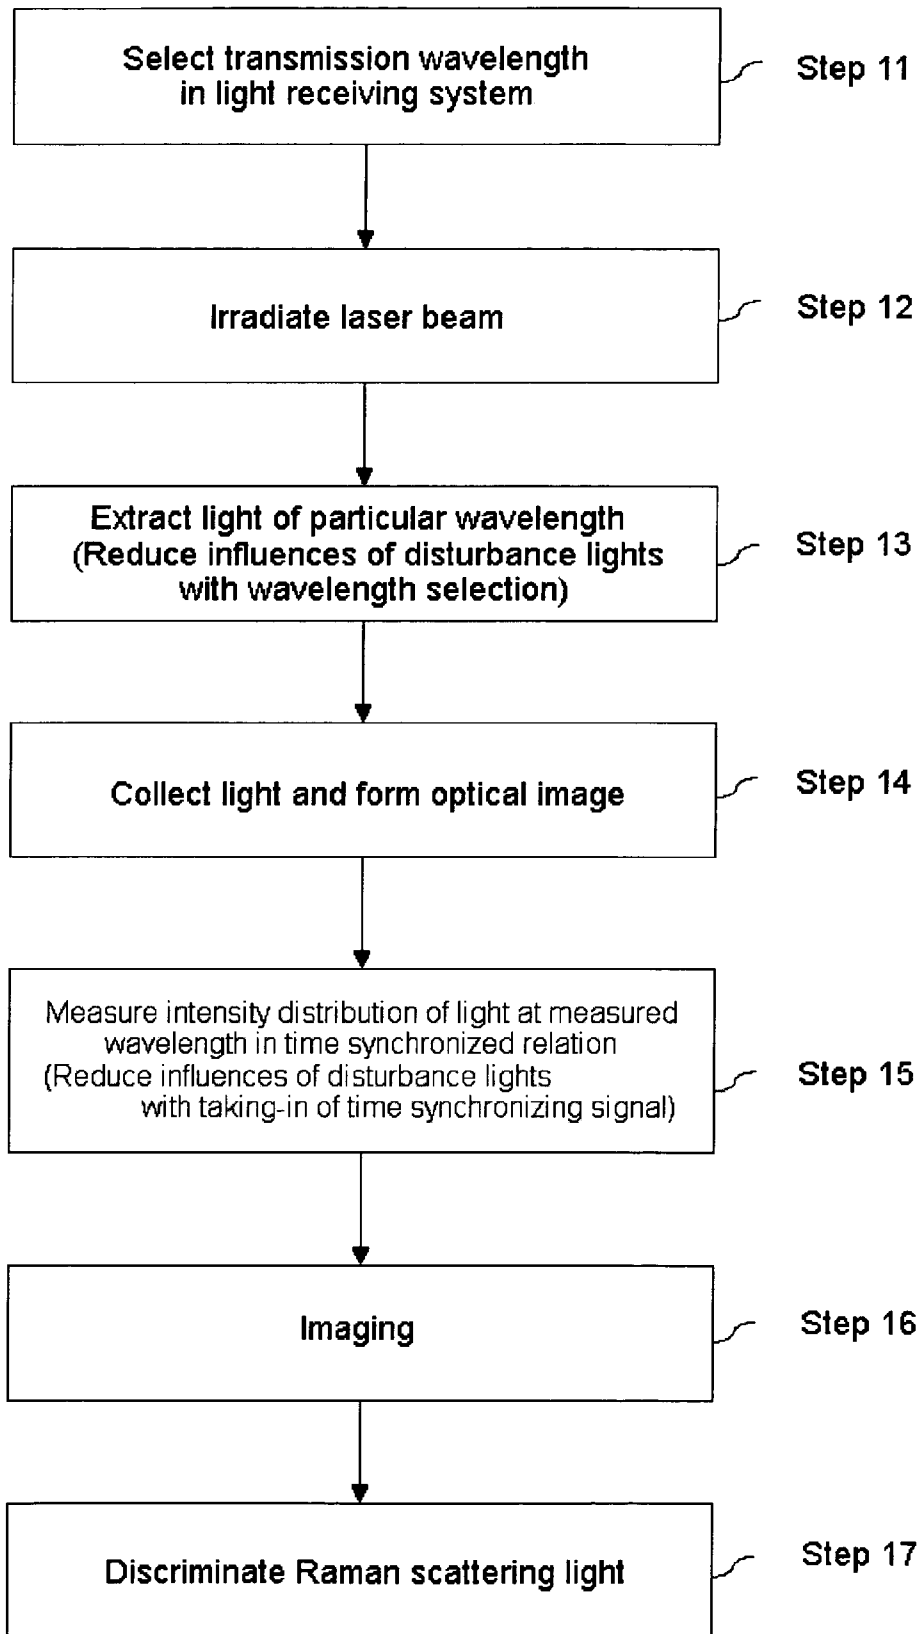 Select transmission wavelength
in light receiving system
Step 11
Irradiate laser beam
Step 12
Extract light of particular wavelength
(Reduce influences of disturbance lights
with wavelength selection)
Step 13
Collect light and form optical image
Step 14
Measure intensity distribution of light at measured
wavelength in time synchronized relation
(Reduce influences of disturbance lights
with taking-in of time synchronizing signal)
Step 15
Imaging
Step 16
Discriminate Raman scattering light
Step 17